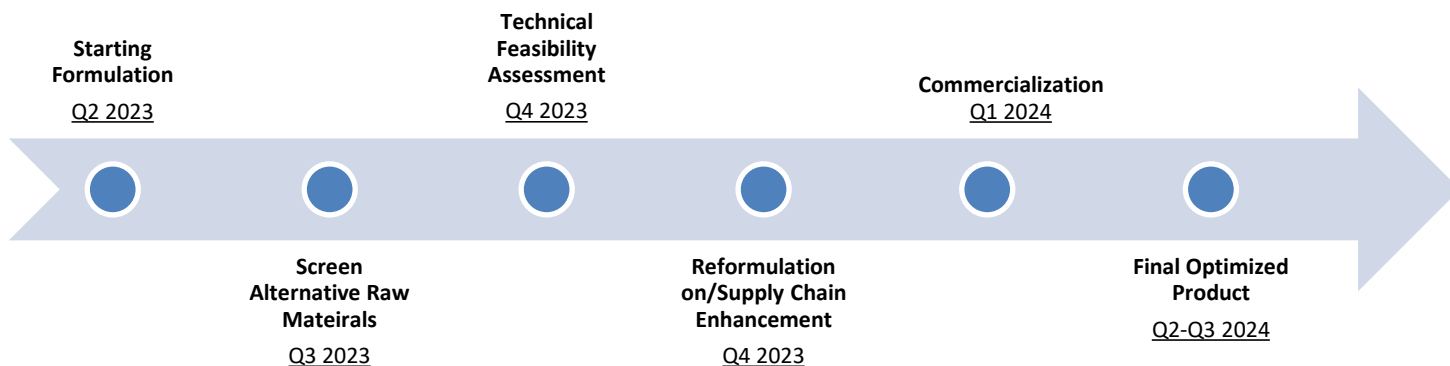 Starting
Formulation
Q2 2023
Screen
Alternative Raw
Mateirals
Q3 2023
Technical
Feasibility
Assessment
Q4 2023
Reformulation
on/Supply Chain
Enhancement
Q4 2023
Commercialization
Q1 2024
Final Optimized
Product
Q2-Q3 2024